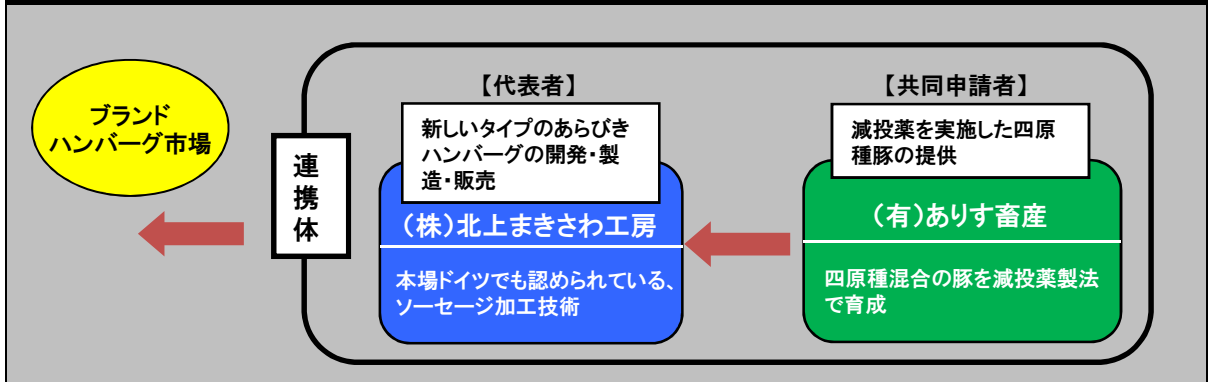 ブランド
ハンバーグ市場
連
携
体
【代表者】
新しいタイプのあらびき
ハンバーグの開発・製
造・販売
(株)北上まきさわ工房
本場ドイツでも認められている、
ソーセージ加工技術
【共同申請者】
減投薬を実施した四原
種豚の提供
(有)ありす畜産
四原種混合の豚を減投薬製法
で育成